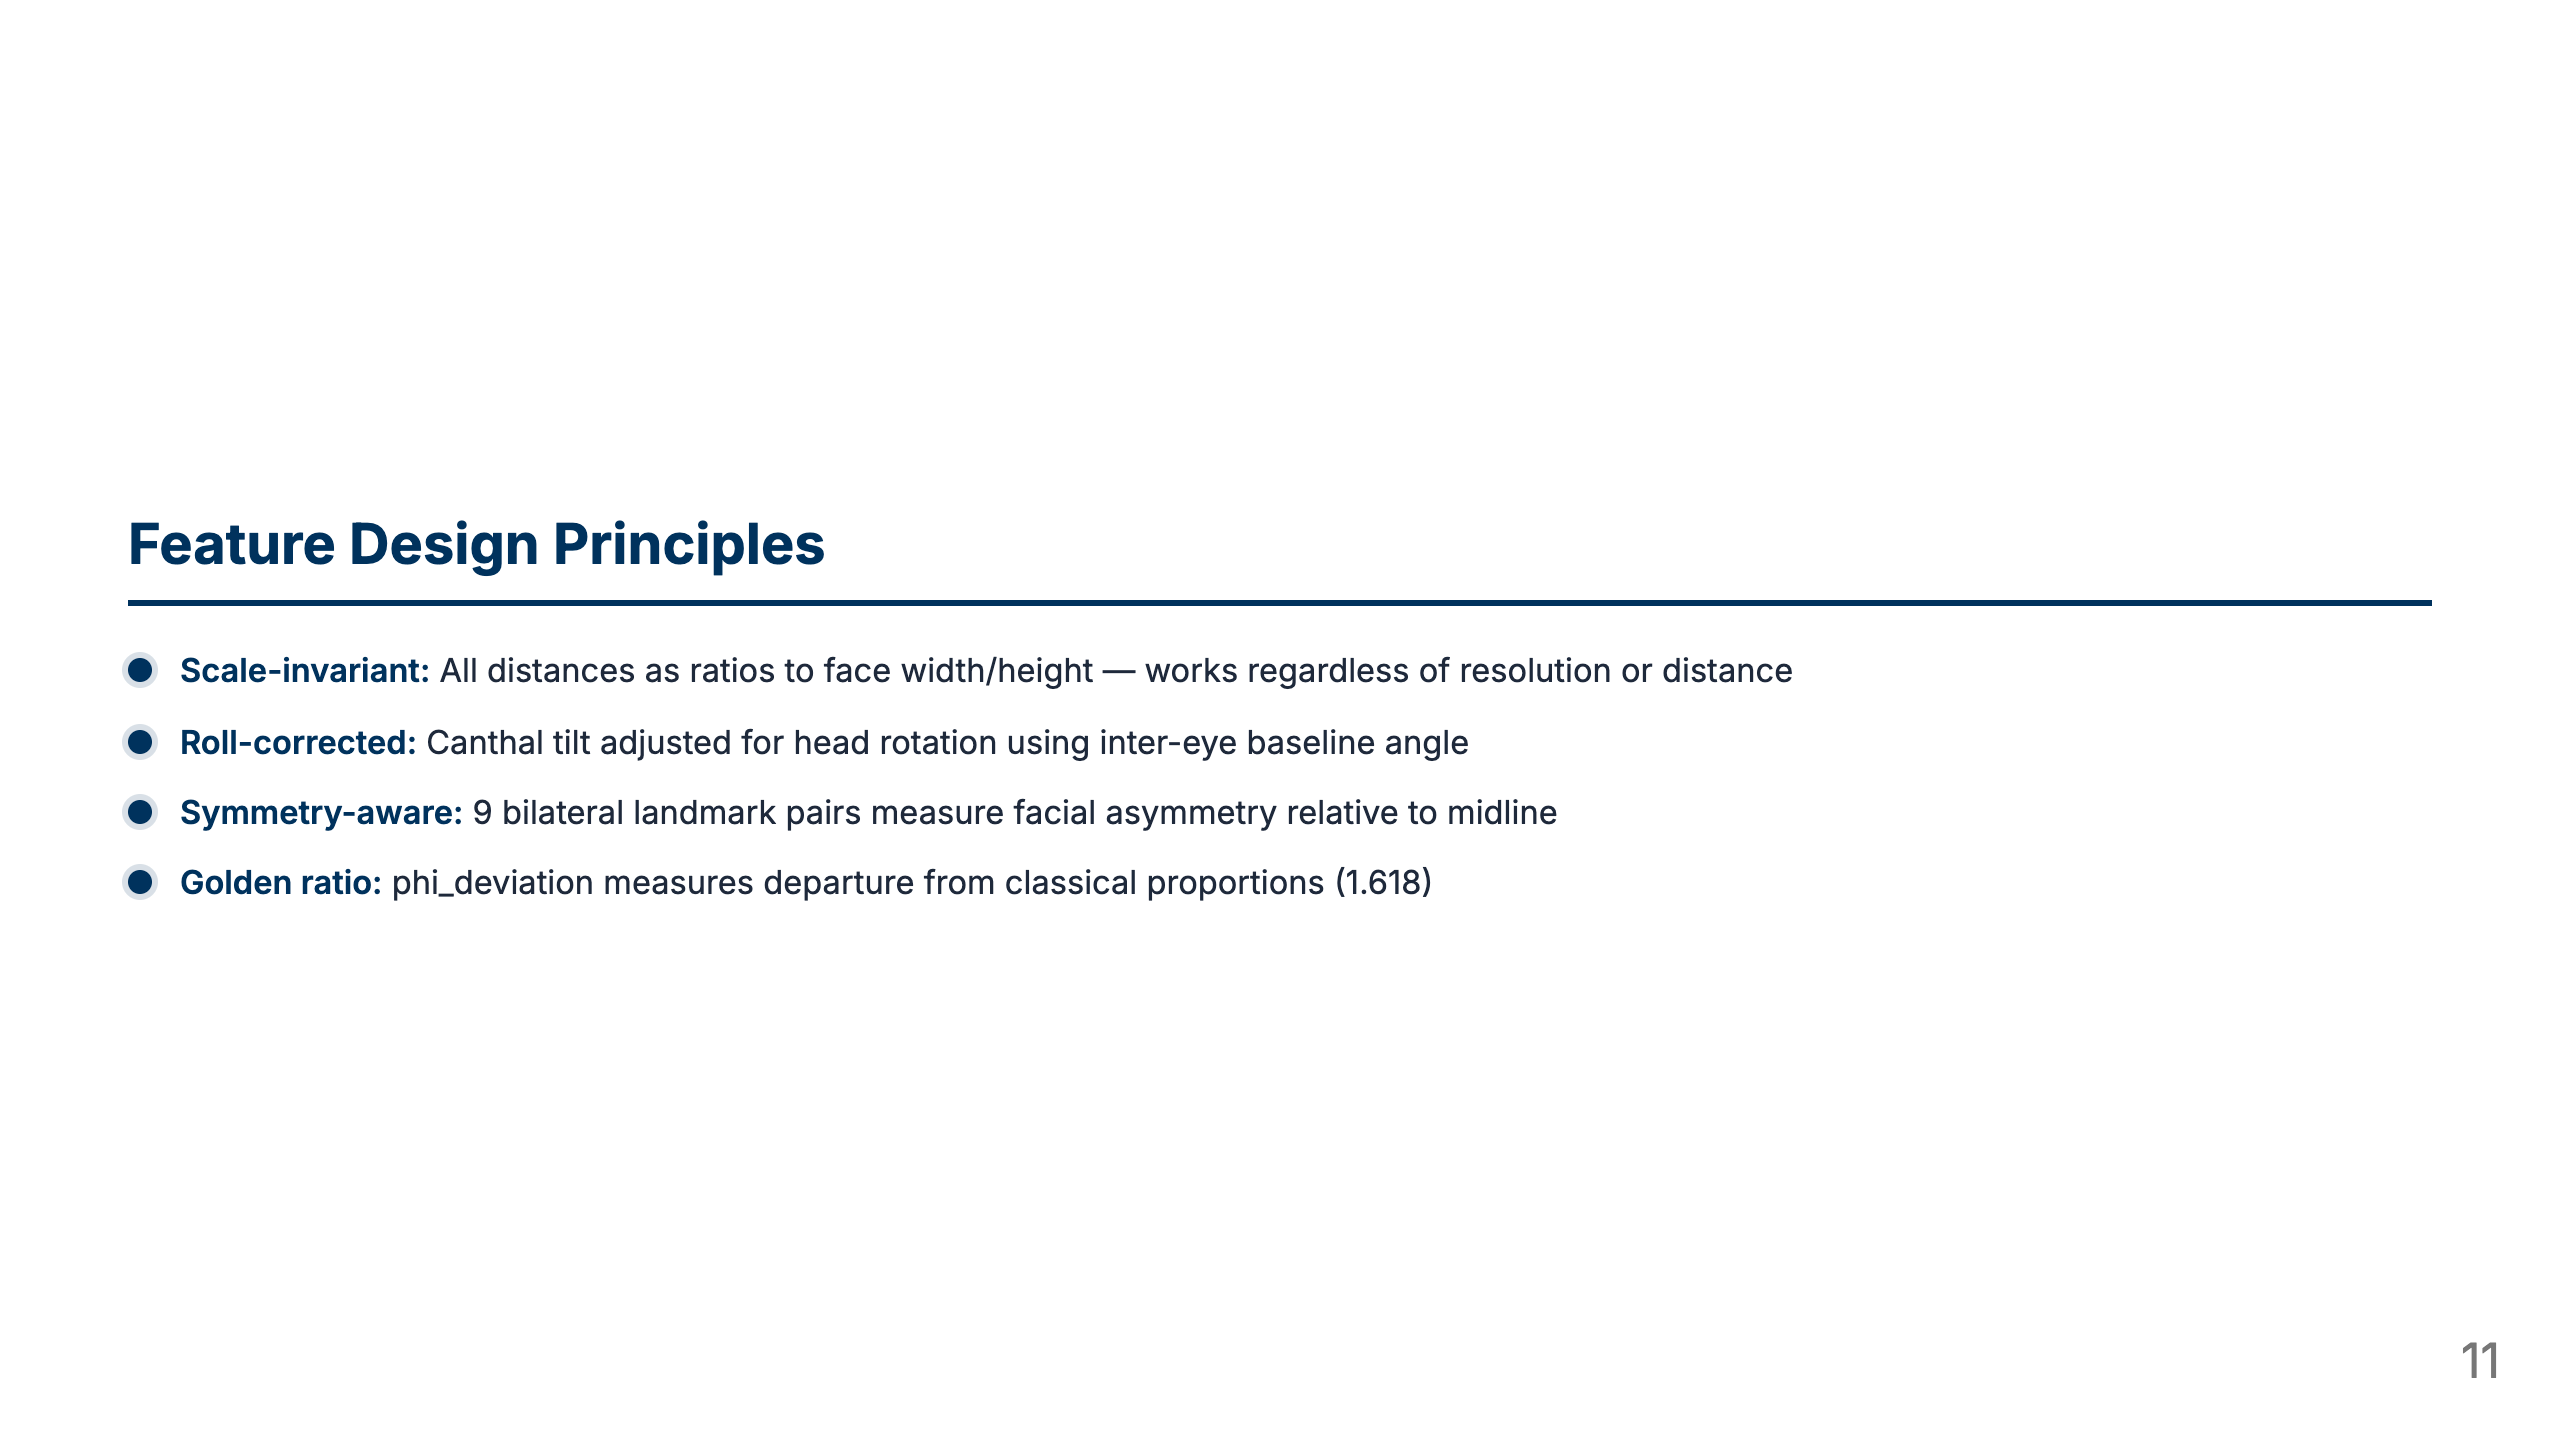 Feature Design Principles
Scale-invariant: All distances as ratios to face width/height — works regardless of resolution or distance
Roll-corrected: Canthal tilt adjusted for head rotation using inter-eye baseline angle
Symmetry-aware: 9 bilateral landmark pairs measure facial asymmetry relative to midline
Golden ratio: phi_deviation measures departure from classical proportions (1.618)
11